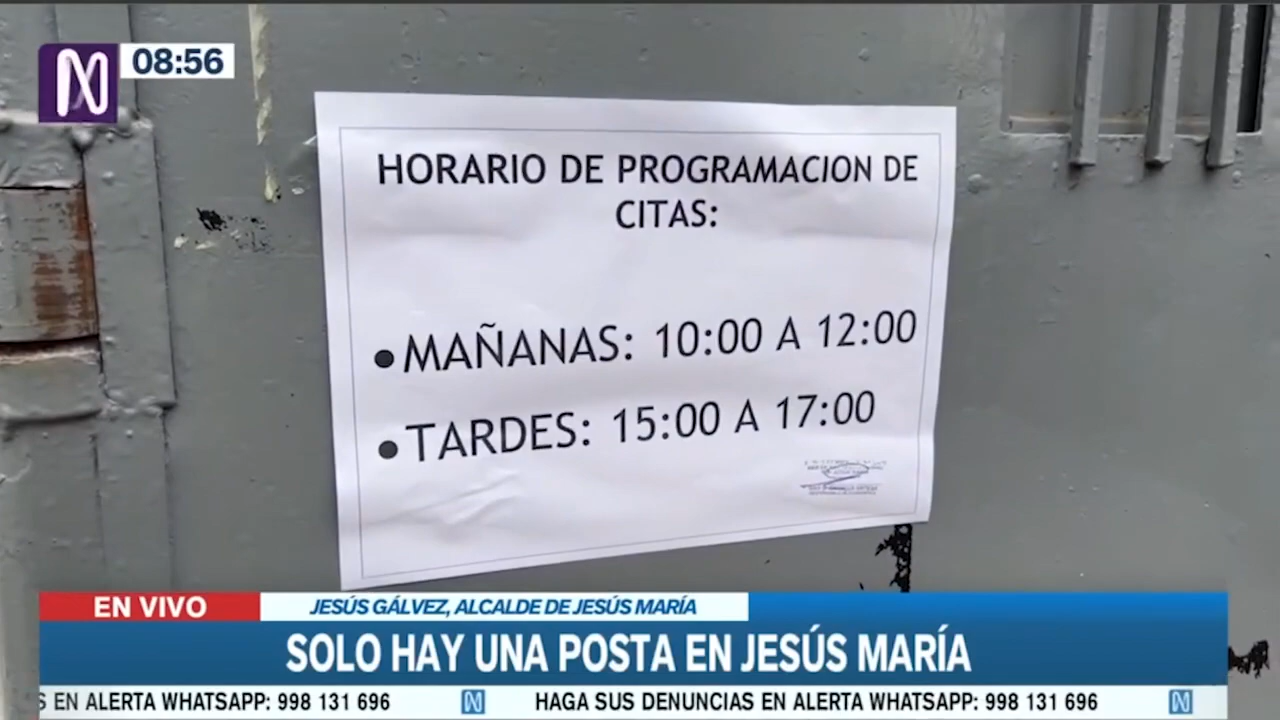 N 08:56
HORARIO DE PROGRAMACION DE
CITAS:
•MAÑANAS: 10:00 A 12:00
•TARDES: 15:00 A 17:00
EN VIVO
JESÚS GÁLVEZ, ALCALDE DE JESÚS MARÍA
SOLO HAY UNA POSTA EN JESÚS MARÍA
S EN ALERTA WHATSAPP: 998 131 696 N HAGA SUS DENUNCIAS EN ALERTA WHATSAPP: 998 131 696 N